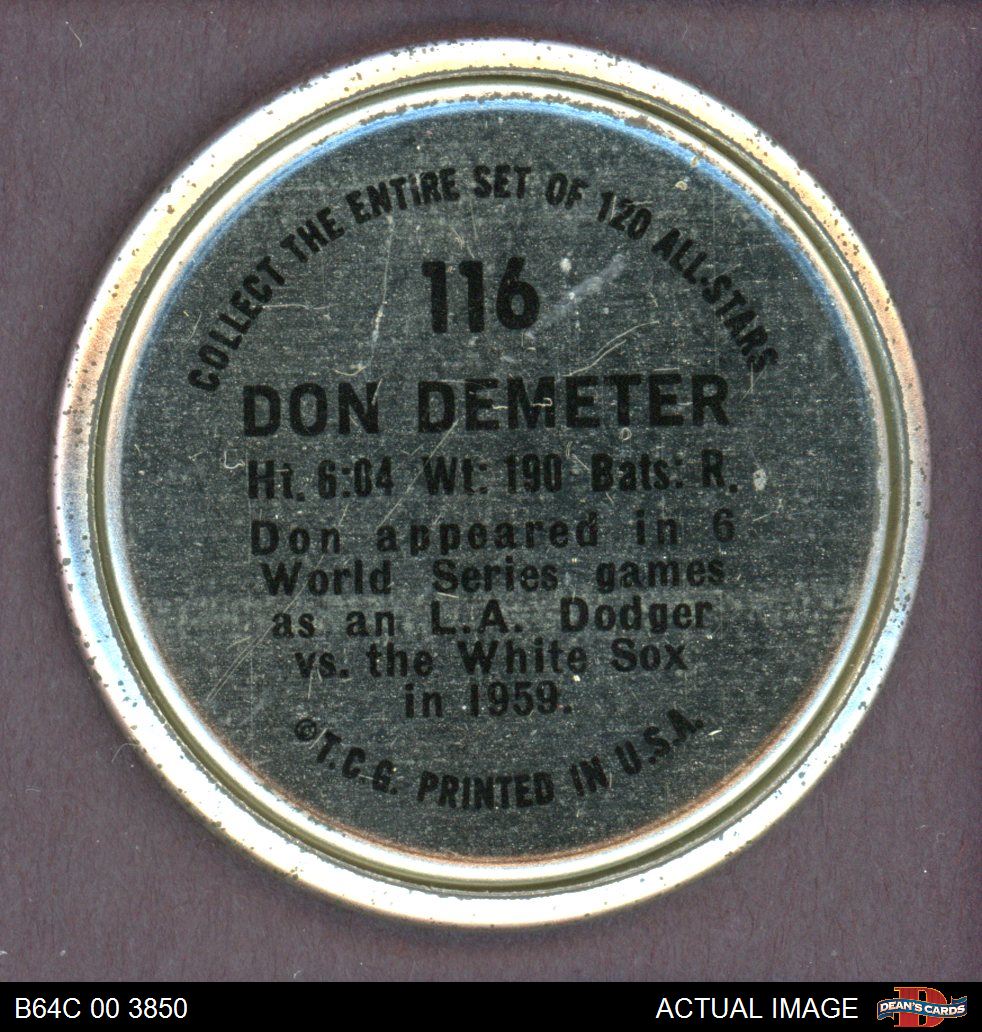 COLLECT THE ENTIRE SET OF 120 ALL-STARS
116
DON DEMETER
Ht. 6:04 Wt: 190 Bats: R.
Don appeared in 6
World Series games
as an L.A. Dodger
vs. the White Sox
in 1959.
©T.C.G. PRINTED IN U.S.A.
B64C 00 3850
ACTUAL IMAGE
DEAN'S CARDS